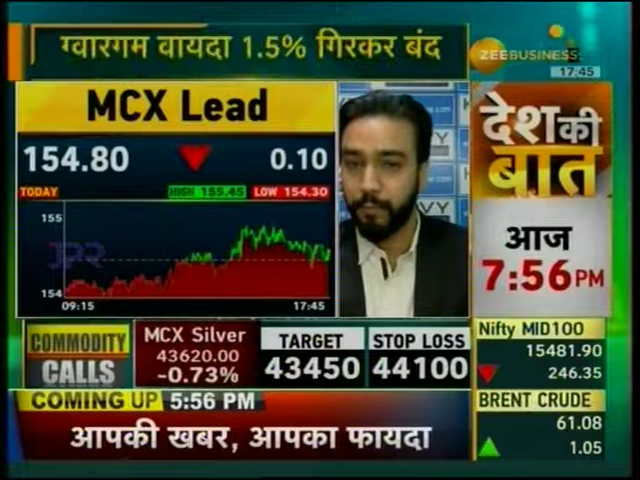 ग्वारगम वायदा 1.5% गिरकर बंद
ZEE BUSINESS
17:45
MCX Lead
154.80
0.10
TODAY
HIGH 155.45
LOW 154.30
155
154
09:15
17:45
देश की
बात
आज
7:56 PM
COMMODITY
CALLS
MCX Silver
43620.00
-0.73%
TARGET
43450
STOP LOSS
44100
Nifty MID100
15481.90
246.35
BRENT CRUDE
61.08
1.05
COMING UP 5:56 PM
आपकी खबर, आपका फायदा